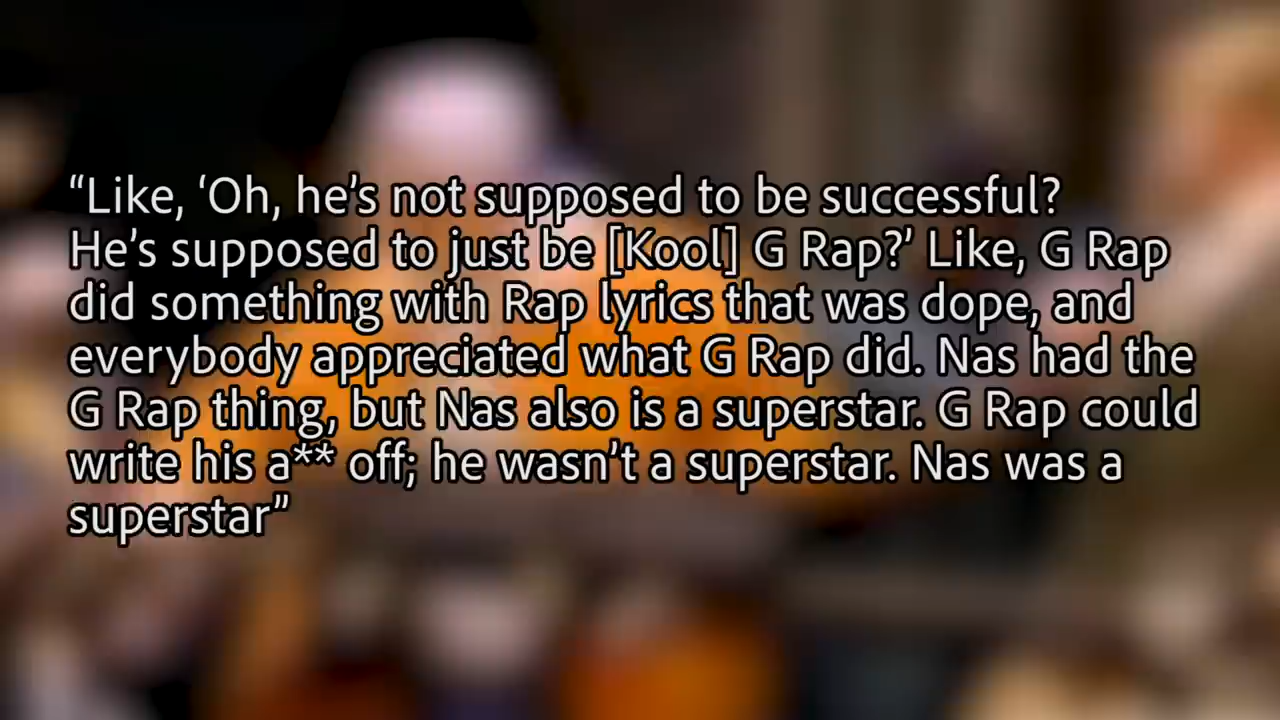 “Like, ‘Oh, he’s not supposed to be successful?
He’s supposed to just be [Kool] G Rap?’ Like, G Rap
did something with Rap lyrics that was dope, and
everybody appreciated what G Rap did. Nas had the
G Rap thing, but Nas also is a superstar. G Rap could
write his a** off; he wasn’t a superstar. Nas was a
superstar”